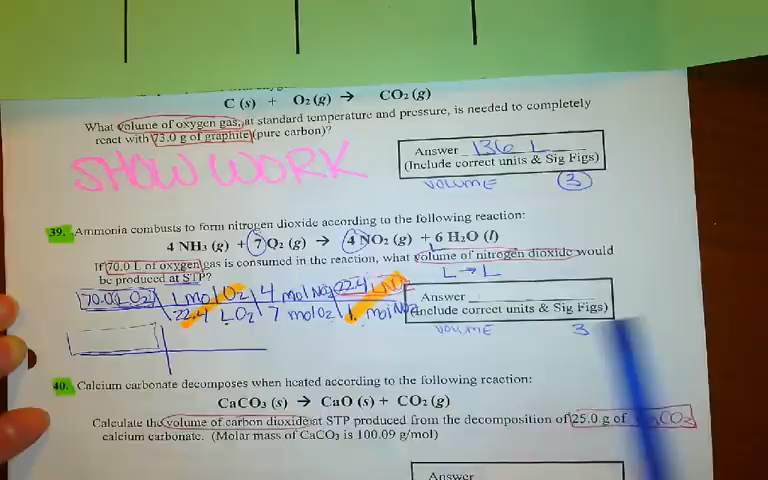 C (s) + O₂ (g) → CO₂ (g)
What volume of oxygen gas, at standard temperature and pressure, is needed to completely
react with 73.0 g of graphite (pure carbon)?
SHOW WORK
Answer 136 L
(Include correct units & Sig Figs)
VOLUME 3
39. Ammonia combusts to form nitrogen dioxide according to the following reaction:
4 NH₃ (g) + 7 O₂ (g) → 4 NO₂ (g) + 6 H₂O (l)
If 70.0 L of oxygen gas is consumed in the reaction, what volume of nitrogen dioxide would
be produced at STP?
L → L
70.0 L O₂ | 1 mol O₂ | 4 mol NO₂ | 22.4
22.4 L O₂ | 7 mol O₂ | 1 mol NO₂
Answer
(Include correct units & Sig Figs)
VOLUME 3
40. Calcium carbonate decomposes when heated according to the following reaction:
CaCO₃ (s) → CaO (s) + CO₂ (g)
Calculate the volume of carbon dioxide at STP produced from the decomposition of 25.0 g of
calcium carbonate. (Molar mass of CaCO₃ is 100.09 g/mol)
Answer